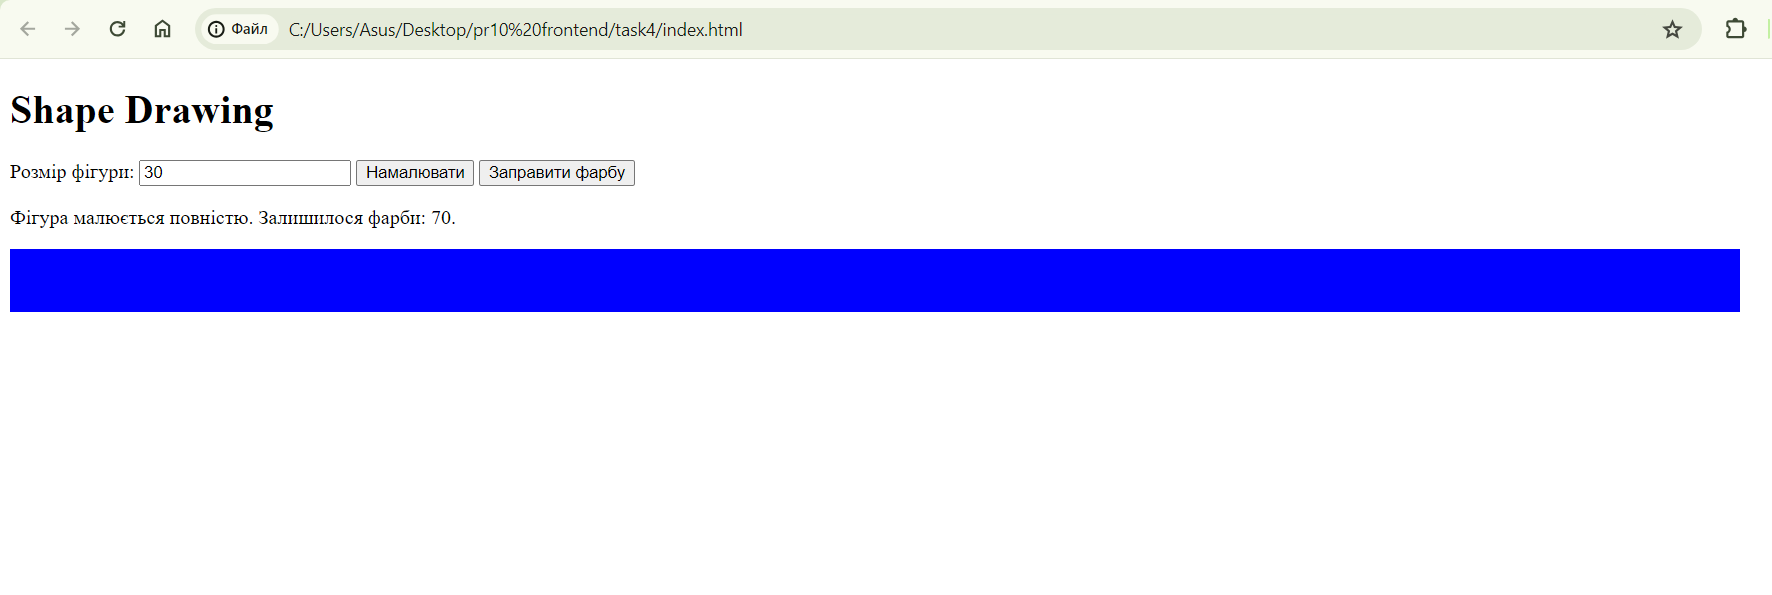 Файл C:/Users/Asus/Desktop/pr10%20frontend/task4/index.html
Shape Drawing
Розмір фігури: 30 Намалювати Заправити фарбу
Фігура малюється повністю. Залишилося фарби: 70.